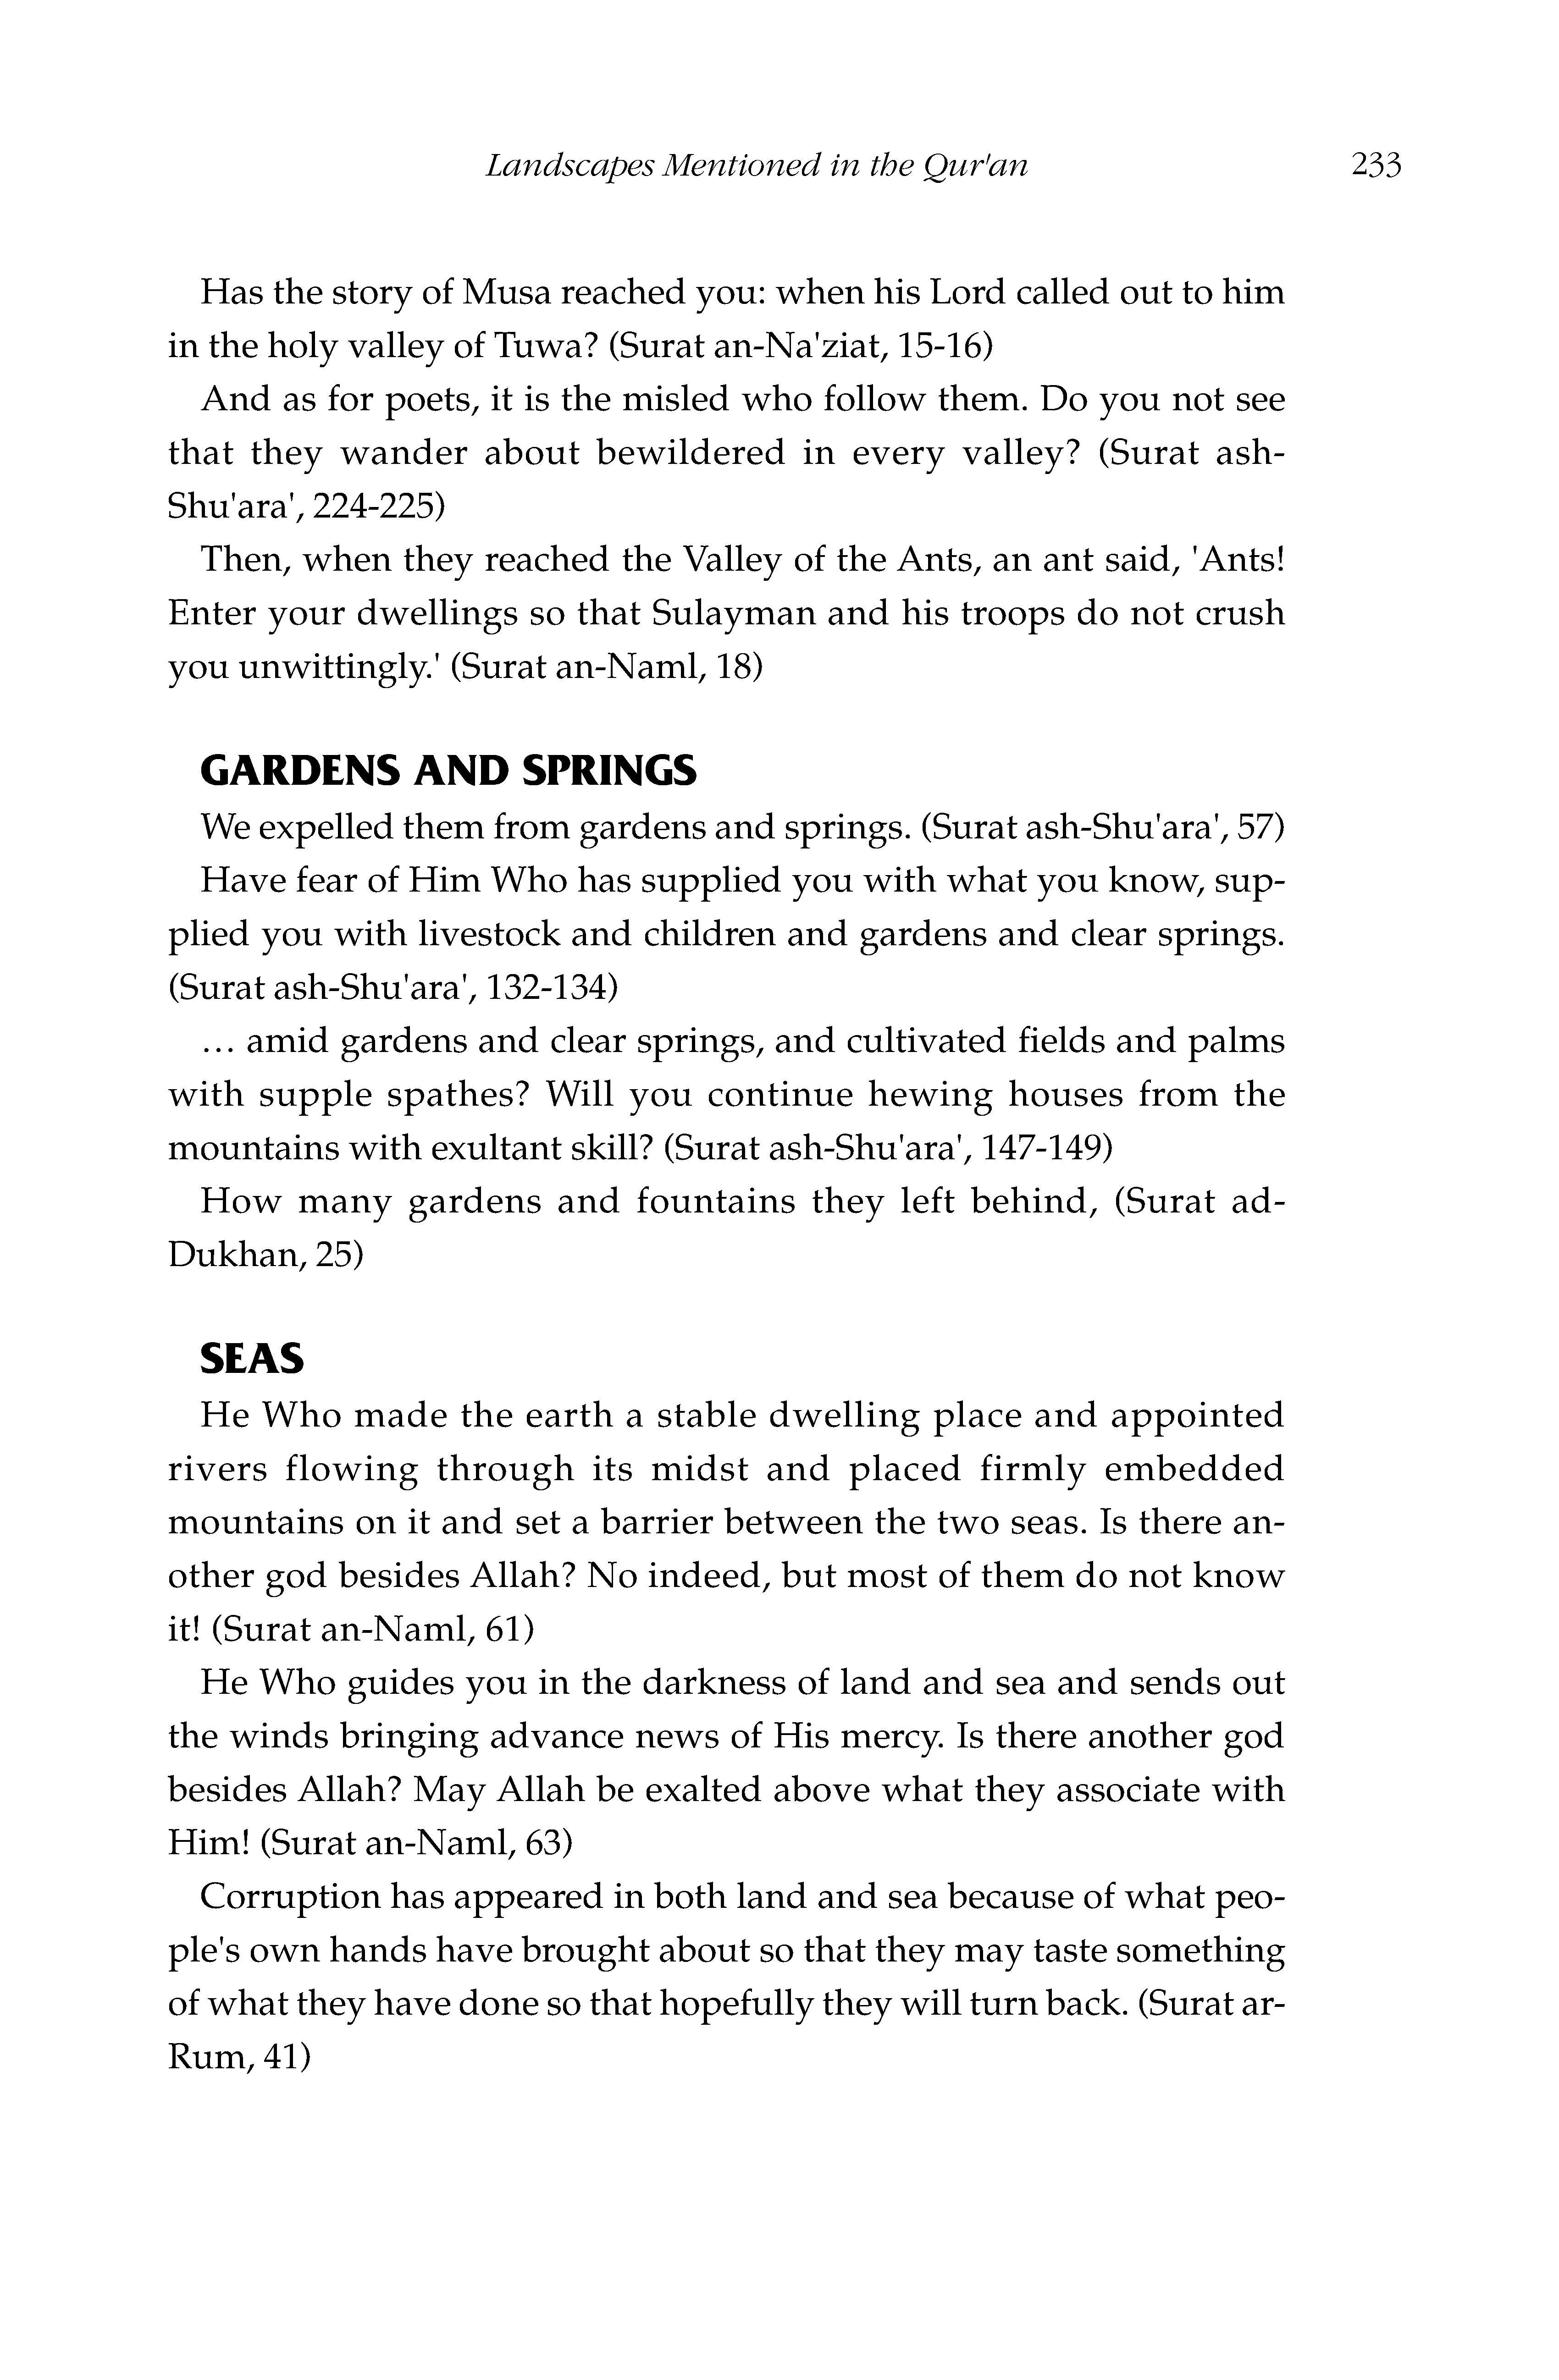 Landscapes Mentioned in the Qur'an 233
Has the story of Musa reached you: when his Lord called out to him
in the holy valley of Tuwa? (Surat an-Na'ziat, 15-16)
And as for poets, it is the misled who follow them. Do you not see
that they wander about bewildered in every valley? (Surat ash-
Shu'ara', 224-225)
Then, when they reached the Valley of the Ants, an ant said, 'Ants!
Enter your dwellings so that Sulayman and his troops do not crush
you unwittingly.' (Surat an-Naml, 18)
GARDENS AND SPRINGS
We expelled them from gardens and springs. (Surat ash-Shu'ara', 57)
Have fear of Him Who has supplied you with what you know, sup-
plied you with livestock and children and gardens and clear springs.
(Surat ash-Shu'ara', 132-134)
… amid gardens and clear springs, and cultivated fields and palms
with supple spathes? Will you continue hewing houses from the
mountains with exultant skill? (Surat ash-Shu'ara', 147-149)
How many gardens and fountains they left behind, (Surat ad-
Dukhan, 25)
SEAS
He Who made the earth a stable dwelling place and appointed
rivers flowing through its midst and placed firmly embedded
mountains on it and set a barrier between the two seas. Is there an-
other god besides Allah? No indeed, but most of them do not know
it! (Surat an-Naml, 61)
He Who guides you in the darkness of land and sea and sends out
the winds bringing advance news of His mercy. Is there another god
besides Allah? May Allah be exalted above what they associate with
Him! (Surat an-Naml, 63)
Corruption has appeared in both land and sea because of what peo-
ple's own hands have brought about so that they may taste something
of what they have done so that hopefully they will turn back. (Surat ar-
Rum, 41)